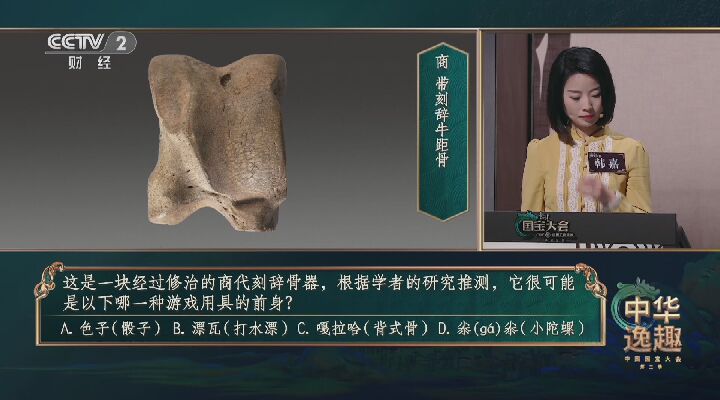 CCTV 2
财经
商 带刻辞牛距骨
韩嘉
国宝大会
这是一块经过修治的商代刻辞骨器，根据学者的研究推测，它很可能
是以下哪一种游戏用具的前身？
A. 色子(骰子) B. 漂瓦(打水漂) C. 嘎拉哈(背式骨) D. 尜(gá)尜(小陀螺)
中华
逸趣
中国国宝大会
第二季